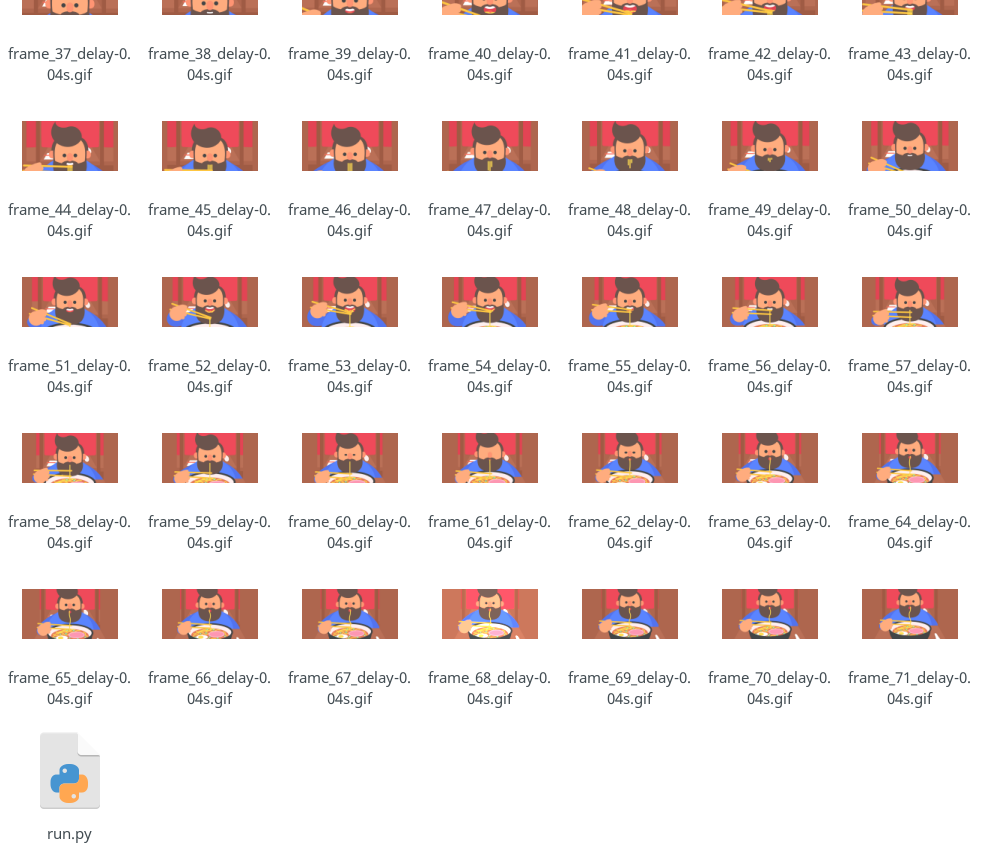 frame_37_delay-0. frame_38_delay-0. frame_39_delay-0. frame_40_delay-0. frame_41_delay-0. frame_42_delay-0. frame_43_delay-0.
04s.gif 04s.gif 04s.gif 04s.gif 04s.gif 04s.gif 04s.gif
frame_44_delay-0. frame_45_delay-0. frame_46_delay-0. frame_47_delay-0. frame_48_delay-0. frame_49_delay-0. frame_50_delay-0.
04s.gif 04s.gif 04s.gif 04s.gif 04s.gif 04s.gif 04s.gif
frame_51_delay-0. frame_52_delay-0. frame_53_delay-0. frame_54_delay-0. frame_55_delay-0. frame_56_delay-0. frame_57_delay-0.
04s.gif 04s.gif 04s.gif 04s.gif 04s.gif 04s.gif 04s.gif
frame_58_delay-0. frame_59_delay-0. frame_60_delay-0. frame_61_delay-0. frame_62_delay-0. frame_63_delay-0. frame_64_delay-0.
04s.gif 04s.gif 04s.gif 04s.gif 04s.gif 04s.gif 04s.gif
frame_65_delay-0. frame_66_delay-0. frame_67_delay-0. frame_68_delay-0. frame_69_delay-0. frame_70_delay-0. frame_71_delay-0.
04s.gif 04s.gif 04s.gif 04s.gif 04s.gif 04s.gif 04s.gif
run.py